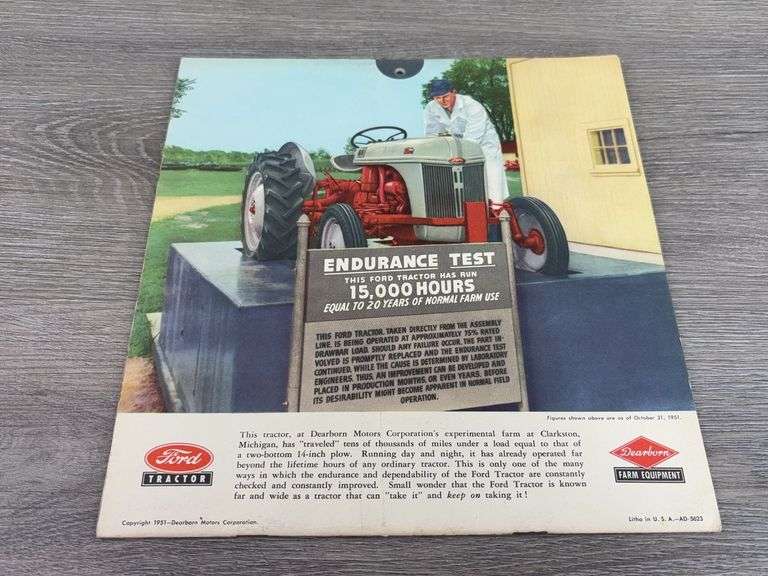 ENDURANCE TEST
THIS FORD TRACTOR HAS RUN
15,000 HOURS
EQUAL TO 20 YEARS OF NORMAL FARM USE
THIS FORD TRACTOR, TAKEN DIRECTLY FROM THE ASSEMBLY
LINE, IS BEING OPERATED AT APPROXIMATELY 75% RATED
DRAWBAR LOAD. SHOULD ANY FAILURE OCCUR, THE PART IN-
VOLVED IS PROMPTLY REPLACED AND THE ENDURANCE TEST
CONTINUED, WHILE THE CAUSE IS DETERMINED BY LABORATORY
ENGINEERS. THUS, AN IMPROVEMENT CAN BE DEVELOPED AND
PLACED IN PRODUCTION MONTHS, OR EVEN YEARS, BEFORE
ITS DESIRABILITY MIGHT BECOME APPARENT IN NORMAL FIELD
OPERATION.
Figures shown above are as of October 31, 1951.
Ford
TRACTOR
This tractor, at Dearborn Motors Corporation's experimental farm at Clarkston,
Michigan, has "traveled" tens of thousands of miles under a load equal to that of
a two-bottom 14-inch plow. Running day and night, it has already operated far
beyond the lifetime hours of any ordinary tractor. This is only one of the many
ways in which the endurance and dependability of the Ford Tractor are constantly
checked and constantly improved. Small wonder that the Ford Tractor is known
far and wide as a tractor that can "take it" and keep on taking it!
Dearborn
FARM EQUIPMENT
Copyright 1951—Dearborn Motors Corporation.
Litho in U. S. A.—AD-5623